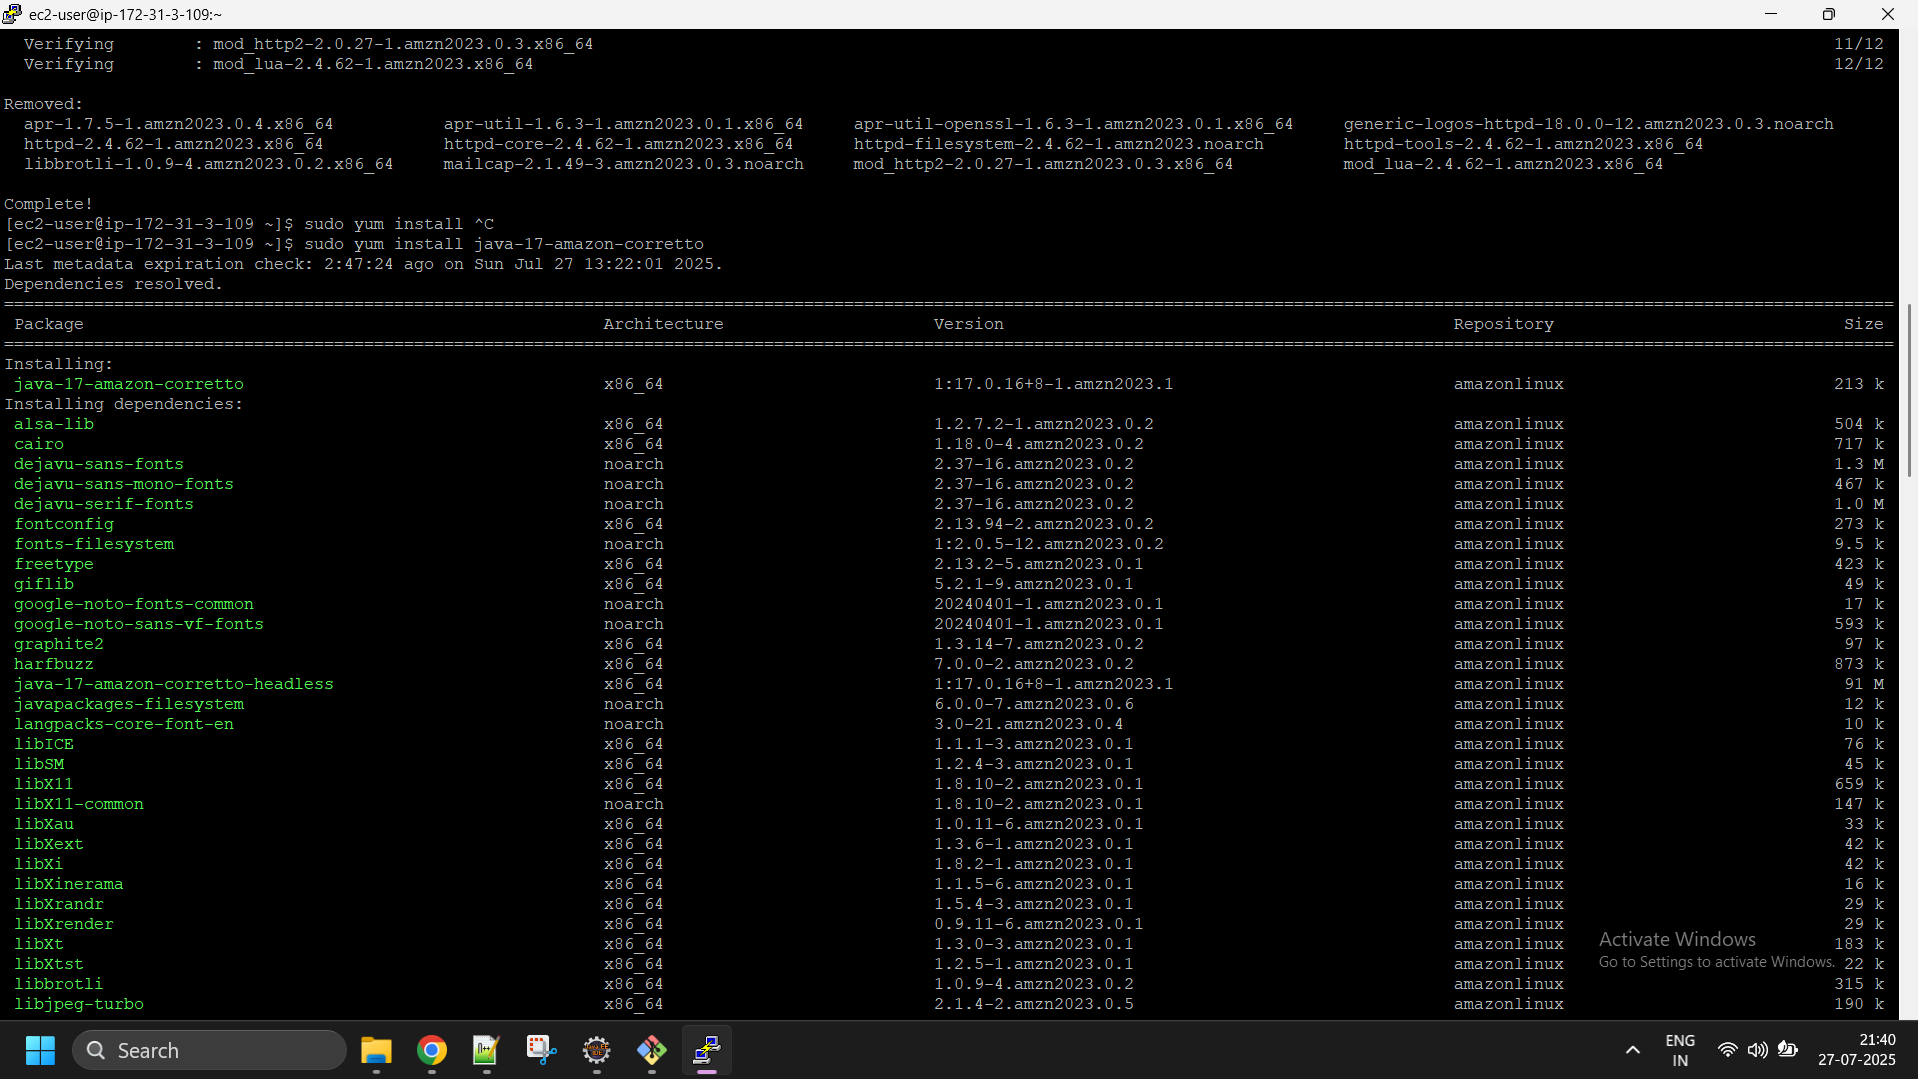 ec2-user@ip-172-31-3-109:~
Verifying : mod_http2-2.0.27-1.amzn2023.0.3.x86_64 11/12
Verifying : mod_lua-2.4.62-1.amzn2023.x86_64 12/12
Removed:
apr-1.7.5-1.amzn2023.0.4.x86_64 apr-util-1.6.3-1.amzn2023.0.1.x86_64 apr-util-openssl-1.6.3-1.amzn2023.0.1.x86_64 generic-logos-httpd-18.0.0-12.amzn2023.0.3.noarch
httpd-2.4.62-1.amzn2023.x86_64 httpd-core-2.4.62-1.amzn2023.x86_64 httpd-filesystem-2.4.62-1.amzn2023.noarch httpd-tools-2.4.62-1.amzn2023.x86_64
libbrotli-1.0.9-4.amzn2023.0.2.x86_64 mailcap-2.1.49-3.amzn2023.0.3.noarch mod_http2-2.0.27-1.amzn2023.0.3.x86_64 mod_lua-2.4.62-1.amzn2023.x86_64
Complete!
[ec2-user@ip-172-31-3-109 ~]$ sudo yum install ^C
[ec2-user@ip-172-31-3-109 ~]$ sudo yum install java-17-amazon-corretto
Last metadata expiration check: 2:47:24 ago on Sun Jul 27 13:22:01 2025.
Dependencies resolved.
Package Architecture Version Repository Size
Installing:
java-17-amazon-corretto x86_64 1:17.0.16+8-1.amzn2023.1 amazonlinux 213 k
Installing dependencies:
alsa-lib x86_64 1.2.7.2-1.amzn2023.0.2 amazonlinux 504 k
cairo x86_64 1.18.0-4.amzn2023.0.2 amazonlinux 717 k
dejavu-sans-fonts noarch 2.37-16.amzn2023.0.2 amazonlinux 1.3 M
dejavu-sans-mono-fonts noarch 2.37-16.amzn2023.0.2 amazonlinux 467 k
dejavu-serif-fonts noarch 2.37-16.amzn2023.0.2 amazonlinux 1.0 M
fontconfig x86_64 2.13.94-2.amzn2023.0.2 amazonlinux 273 k
fonts-filesystem noarch 1:2.0.5-12.amzn2023.0.2 amazonlinux 9.5 k
freetype x86_64 2.13.2-5.amzn2023.0.1 amazonlinux 423 k
giflib x86_64 5.2.1-9.amzn2023.0.1 amazonlinux 49 k
google-noto-fonts-common noarch 20240401-1.amzn2023.0.1 amazonlinux 17 k
google-noto-sans-vf-fonts noarch 20240401-1.amzn2023.0.1 amazonlinux 593 k
graphite2 x86_64 1.3.14-7.amzn2023.0.2 amazonlinux 97 k
harfbuzz x86_64 7.0.0-2.amzn2023.0.2 amazonlinux 873 k
java-17-amazon-corretto-headless x86_64 1:17.0.16+8-1.amzn2023.1 amazonlinux 91 M
javapackages-filesystem noarch 6.0.0-7.amzn2023.0.6 amazonlinux 12 k
langpacks-core-font-en noarch 3.0-21.amzn2023.0.4 amazonlinux 10 k
libICE x86_64 1.1.1-3.amzn2023.0.1 amazonlinux 76 k
libSM x86_64 1.2.4-3.amzn2023.0.1 amazonlinux 45 k
libX11 x86_64 1.8.10-2.amzn2023.0.1 amazonlinux 659 k
libX11-common noarch 1.8.10-2.amzn2023.0.1 amazonlinux 147 k
libXau x86_64 1.0.11-6.amzn2023.0.1 amazonlinux 33 k
libXext x86_64 1.3.6-1.amzn2023.0.1 amazonlinux 42 k
libXi x86_64 1.8.2-1.amzn2023.0.1 amazonlinux 42 k
libXinerama x86_64 1.1.5-6.amzn2023.0.1 amazonlinux 16 k
libXrandr x86_64 1.5.4-3.amzn2023.0.1 amazonlinux 29 k
libXrender x86_64 0.9.11-6.amzn2023.0.1 amazonlinux 29 k
libXt x86_64 1.3.0-3.amzn2023.0.1 amazonlinux 183 k
libXtst x86_64 1.2.5-1.amzn2023.0.1 amazonlinux 22 k
libbrotli x86_64 1.0.9-4.amzn2023.0.2 amazonlinux 315 k
libjpeg-turbo x86_64 2.1.4-2.amzn2023.0.5 amazonlinux 190 k
Activate Windows
Go to Settings to activate Windows.
Search
ENG
IN
21:40
27-07-2025